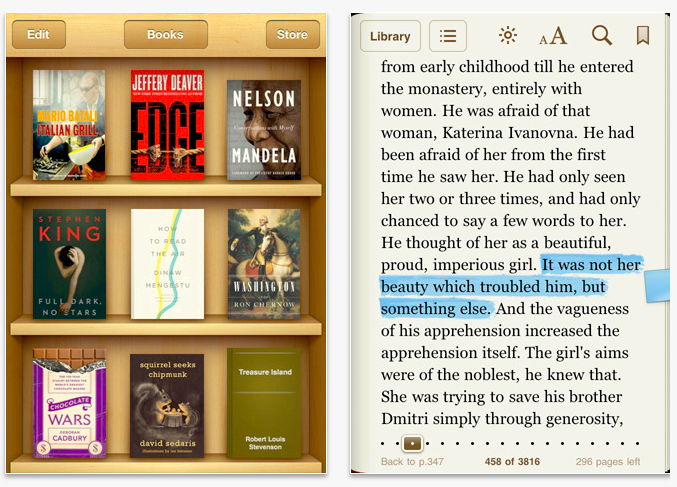 Edit
Books
Store
MARIO BATALI
ITALIAN GRILL
JEFFERY DEAVER
EDGE
NELSON
Conversations with Myself
MANDELA
STEPHEN
KING
FULL DARK,
NO STARS
HOW
TO READ
THE AIR
DINAW
MENGESTU
WASHINGTON
RON CHERNOW
CHOCOLATE
WARS
DEBORAH
CADBURY
squirrel seeks
chipmunk
david sedaris
Treasure Island
Robert Louis
Stevenson
Library
AA
from early childhood till he entered
the monastery, entirely with
women. He was afraid of that
woman, Katerina Ivanovna. He had
been afraid of her from the first
time he saw her. He had only seen
her two or three times, and had only
chanced to say a few words to her.
He thought of her as a beautiful,
proud, imperious girl. It was not her
beauty which troubled him, but
something else. And the vagueness
of his apprehension increased the
apprehension itself. The girl's aims
were of the noblest, he knew that.
She was trying to save his brother
Dmitri simply through generosity,
Back to p.347
458 of 3816
296 pages left